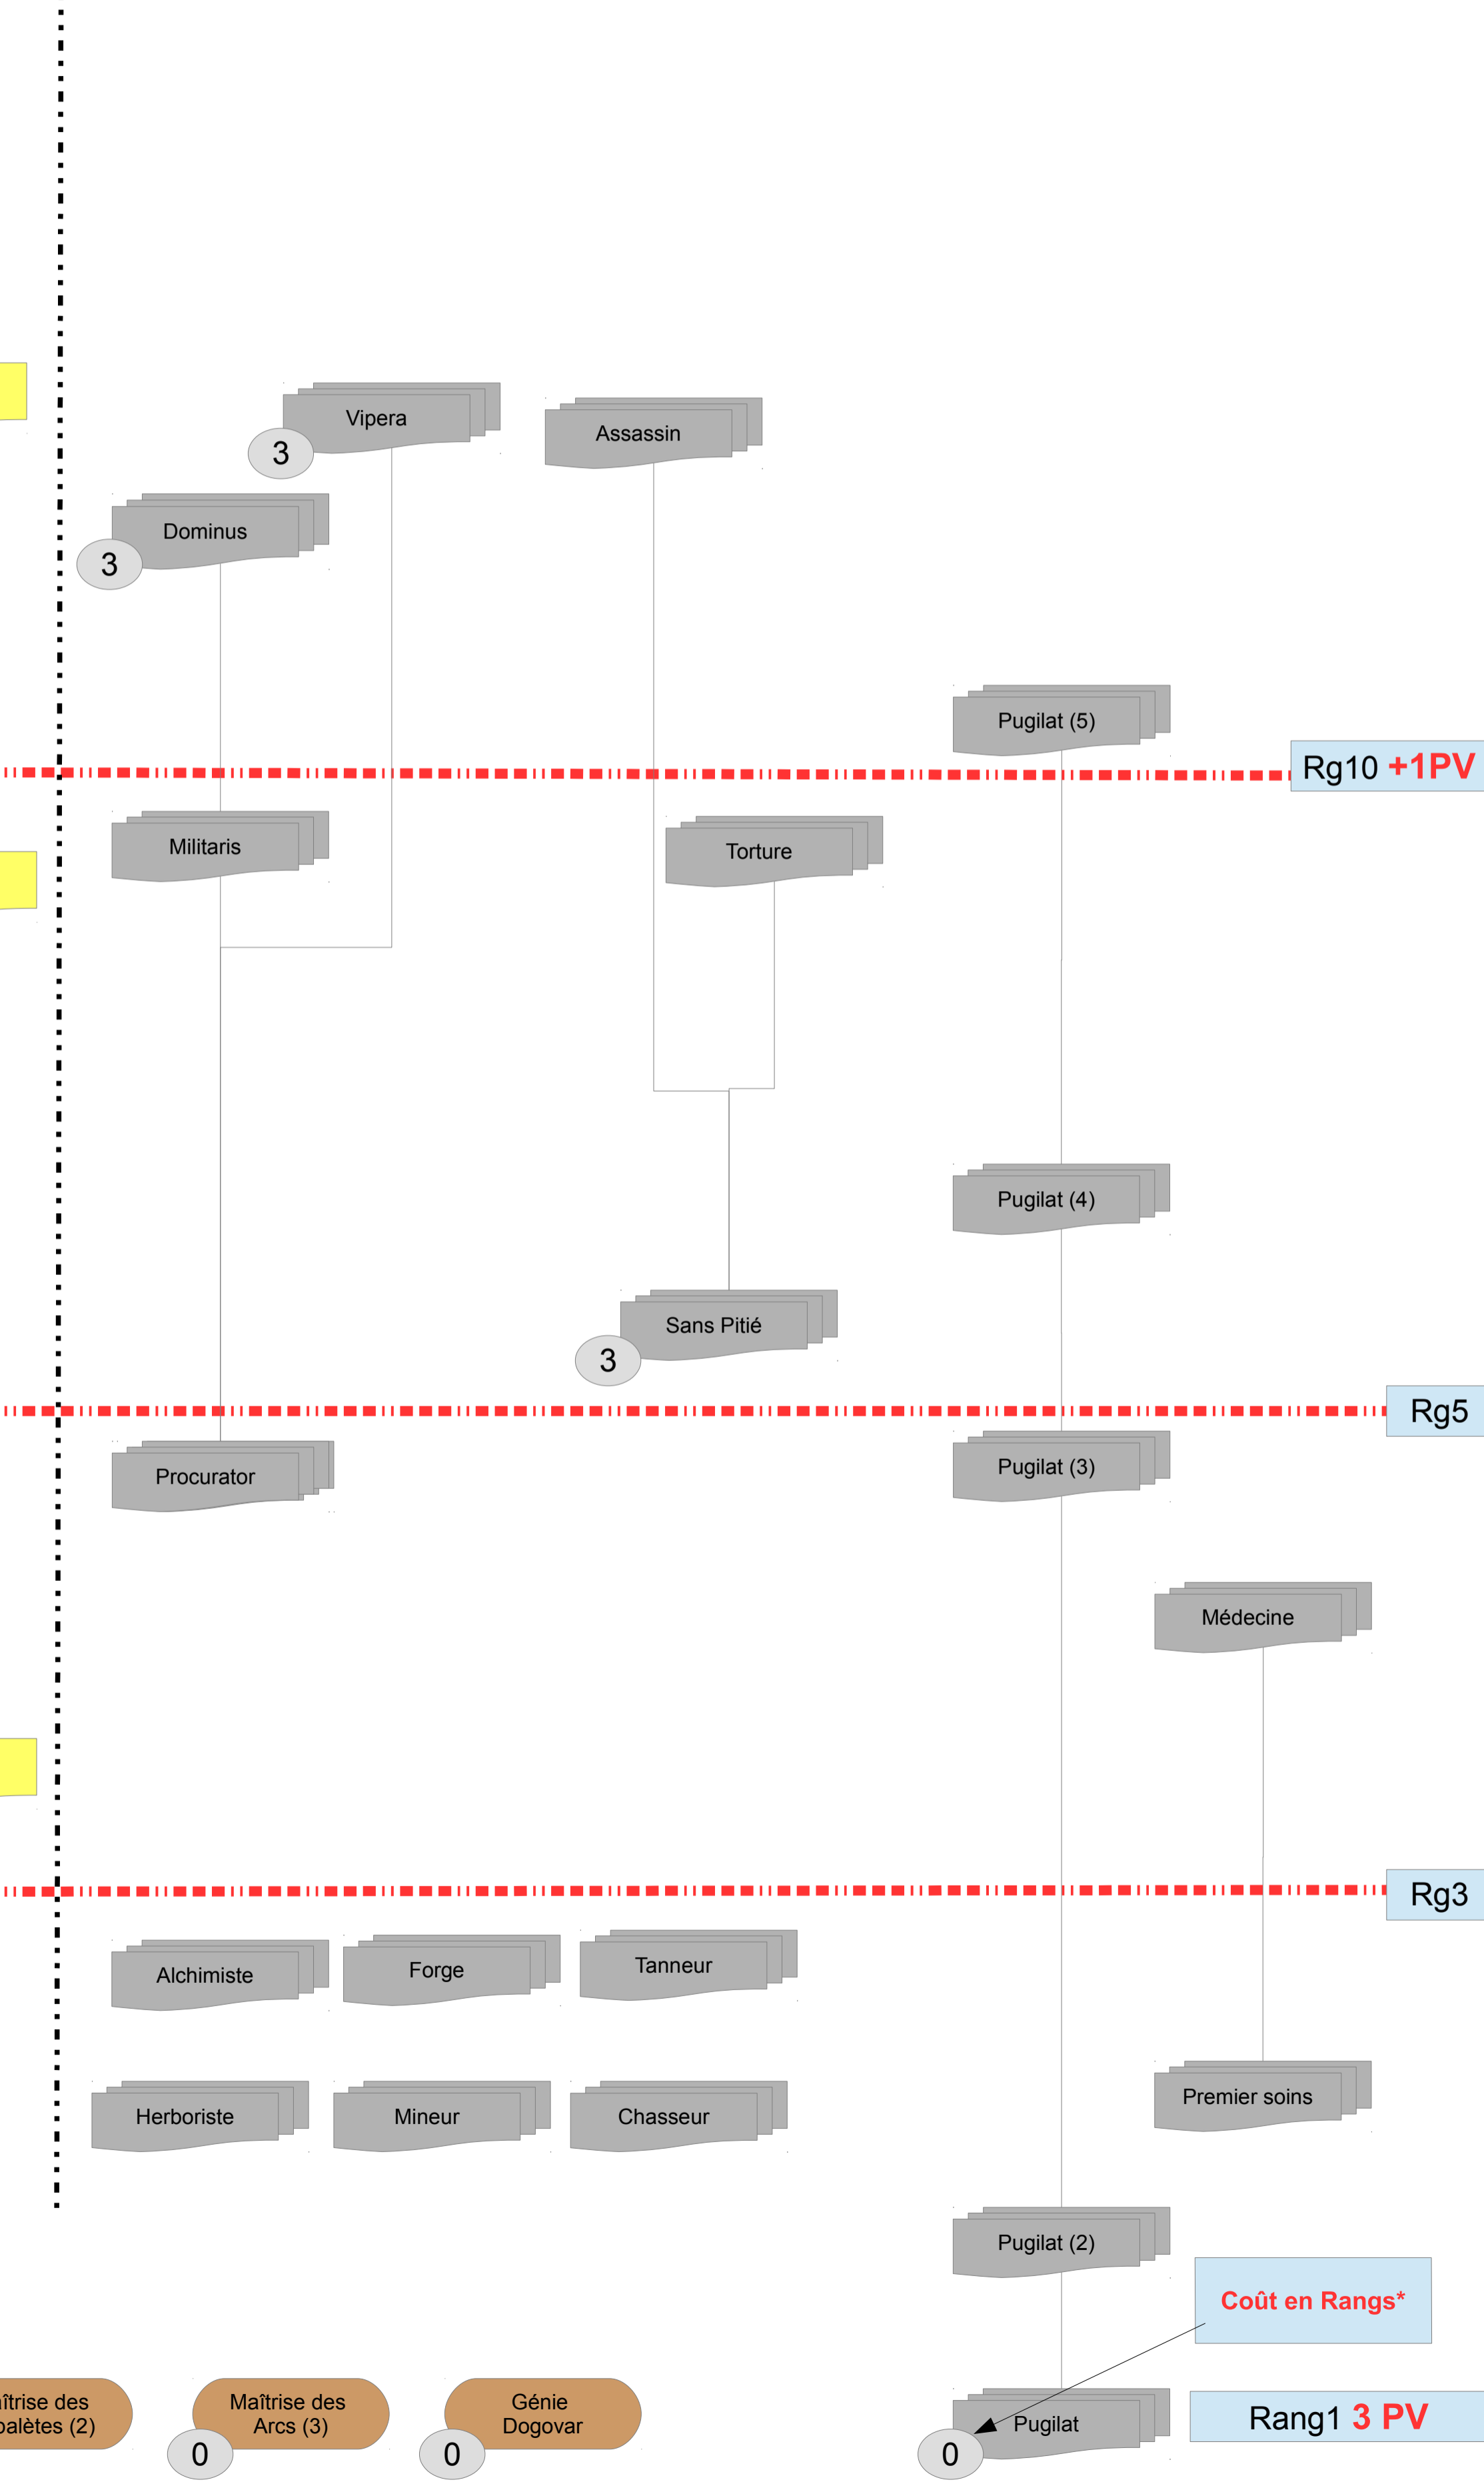 Vipera
3
Assassin
Dominus
3
Pugilat (5)
Rg10 +1PV
Militaris
Torture
Pugilat (4)
Sans Pitié
3
Rg5
Procurator
Pugilat (3)
Médecine
Rg3
Alchimiste
Forge
Tanneur
Herboriste
Mineur
Chasseur
Premier soins
Pugilat (2)
Coût en Rangs*
des
(2)
Maîtrise des
Arcs (3)
0
Génie
Dogovar
0
Pugilat
0
Rang1 3 PV